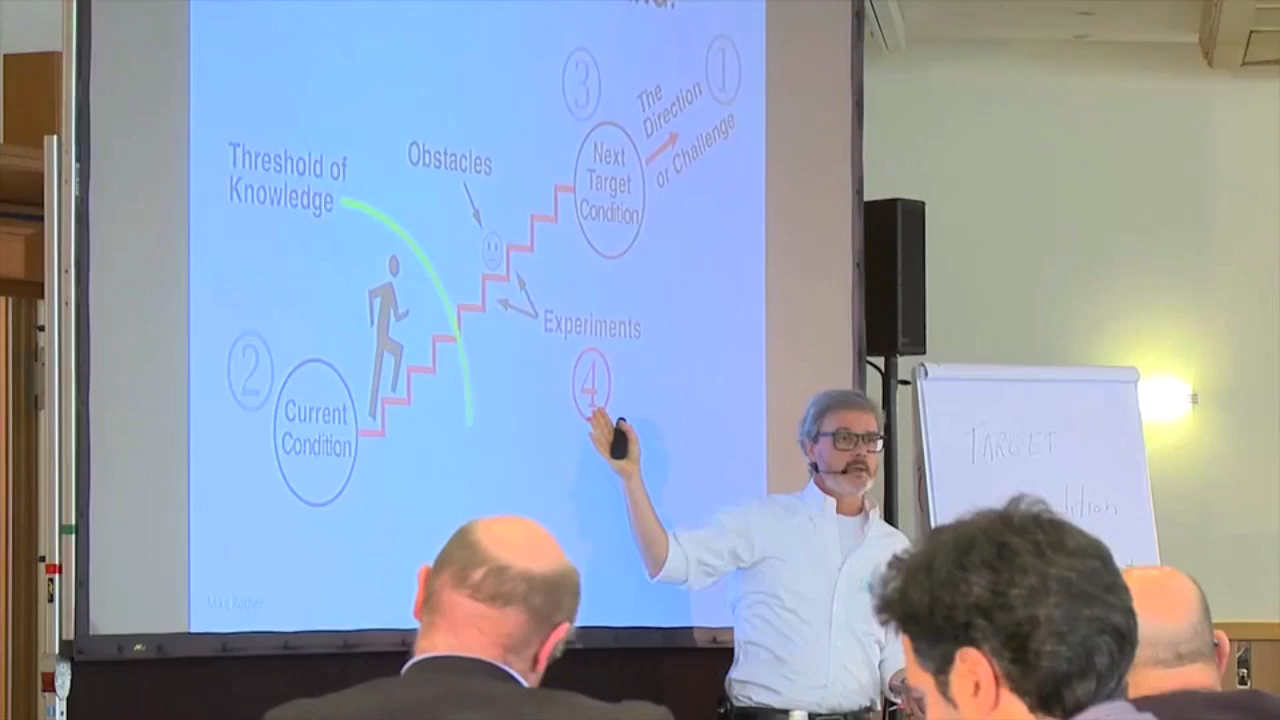 3
1
The
Direction
or Challenge
Next
Target
Condition
Obstacles
Threshold of
Knowledge
Experiments
4
2
Current
Condition
Mike Rother
TARGET